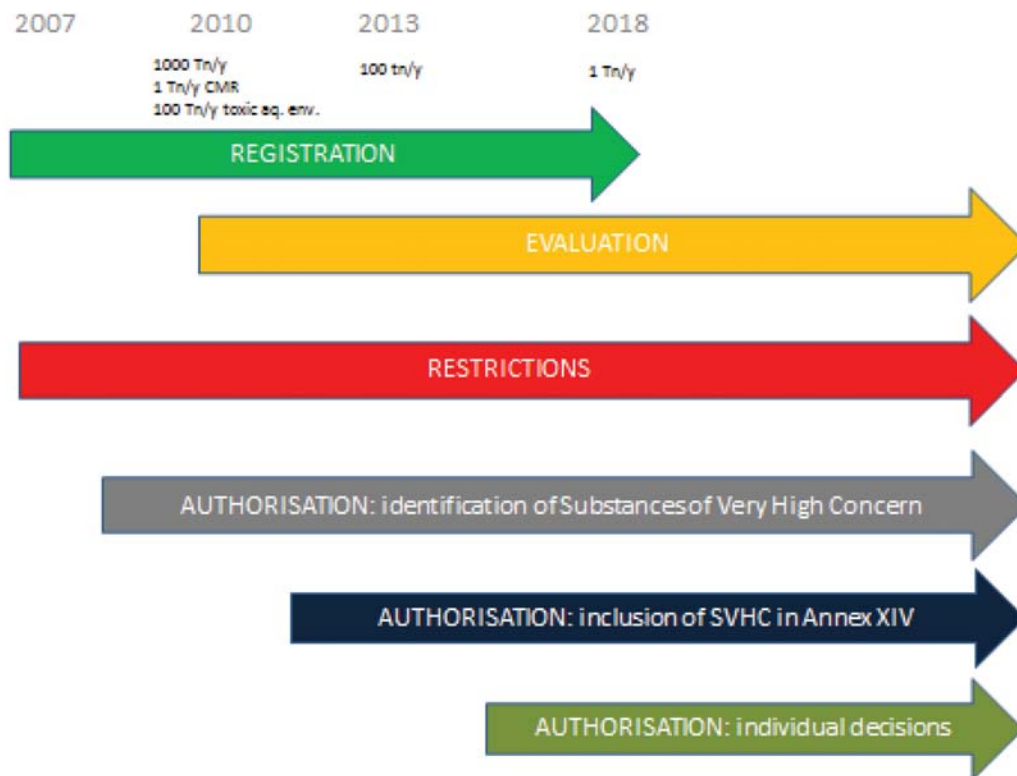 2007 2010 2013 2018
1000 Tn/y 100 tn/y 1 Tn/y
1 Tn/y CMR
100 Tn/y toxic aq. env.
REGISTRATION
EVALUATION
RESTRICTIONS
AUTHORISATION: identification of Substances of Very High Concern
AUTHORISATION: inclusion of SVHC in Annex XIV
AUTHORISATION: individual decisions